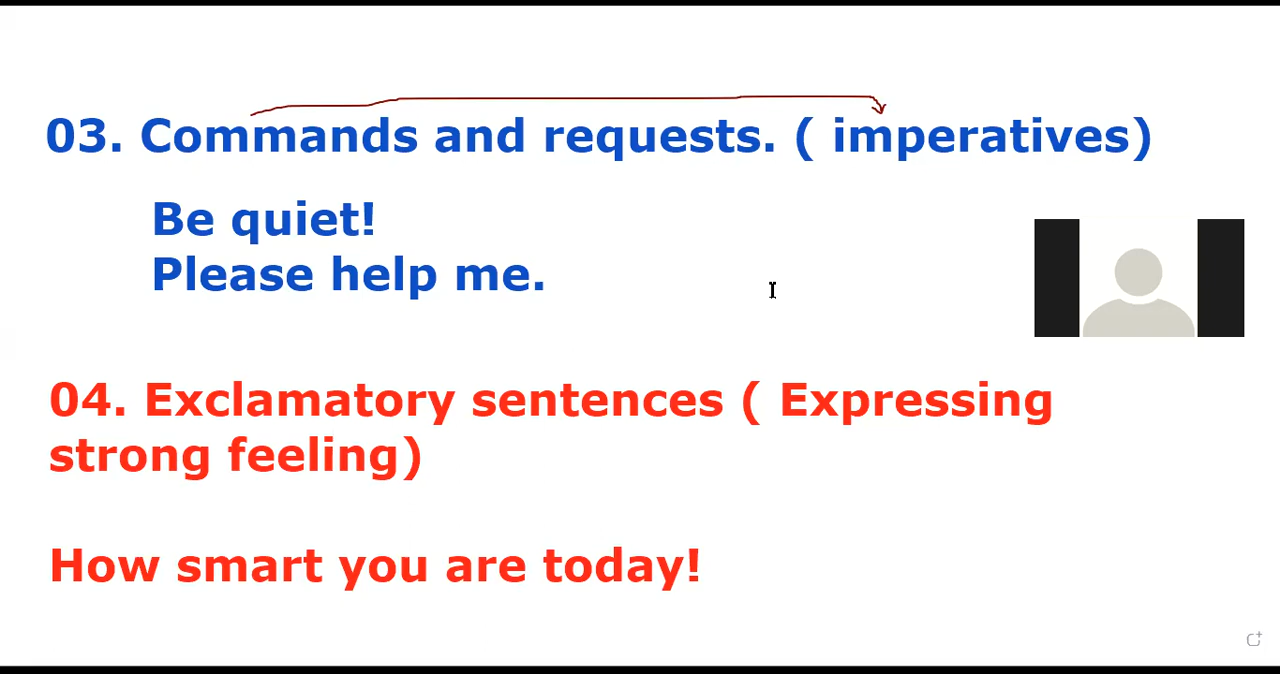 03. Commands and requests. ( imperatives)
Be quiet!
Please help me.
04. Exclamatory sentences ( Expressing
strong feeling)
How smart you are today!